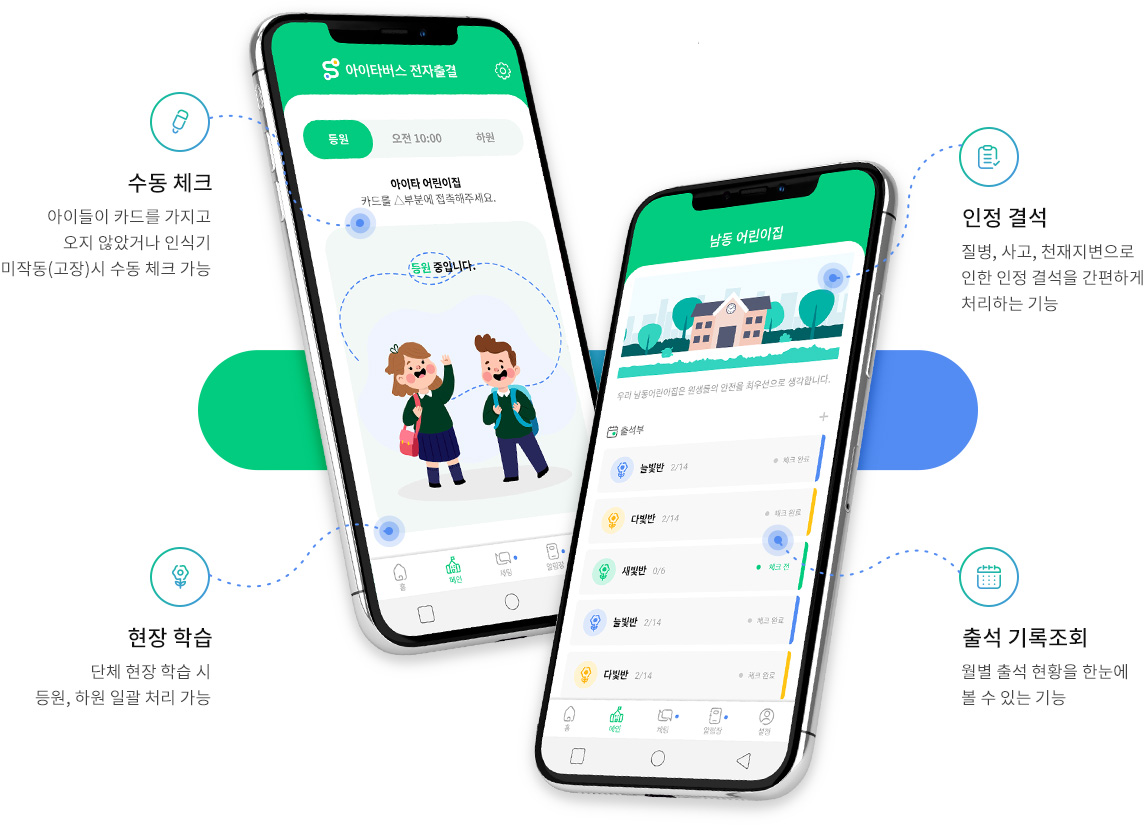 아이타버스 전자출결
등원
오전 10:00
하원
아이타 어린이집
카드를 △부분에 접촉해주세요.
등원 중입니다.
홈
메인
채팅
알림장
수동 체크
아이들이 카드를 가지고
오지 않았거나 인식기
미작동(고장)시 수동 체크 가능
현장 학습
단체 현장 학습 시
등원, 하원 일괄 처리 가능
남동 어린이집
우리 남동어린이집은 원생들의 안전을 최우선으로 생각합니다.
출석부
늘빛반 2/14 체크 완료
다빛반 2/14 체크 완료
새빛반 0/6 체크 전
늘빛반 2/14 체크 완료
다빛반 2/14 체크 완료
홈
메인
채팅
알림장
설정
인정 결석
질병, 사고, 천재지변으로
인한 인정 결석을 간편하게
처리하는 기능
출석 기록조회
월별 출석 현황을 한눈에
볼 수 있는 기능